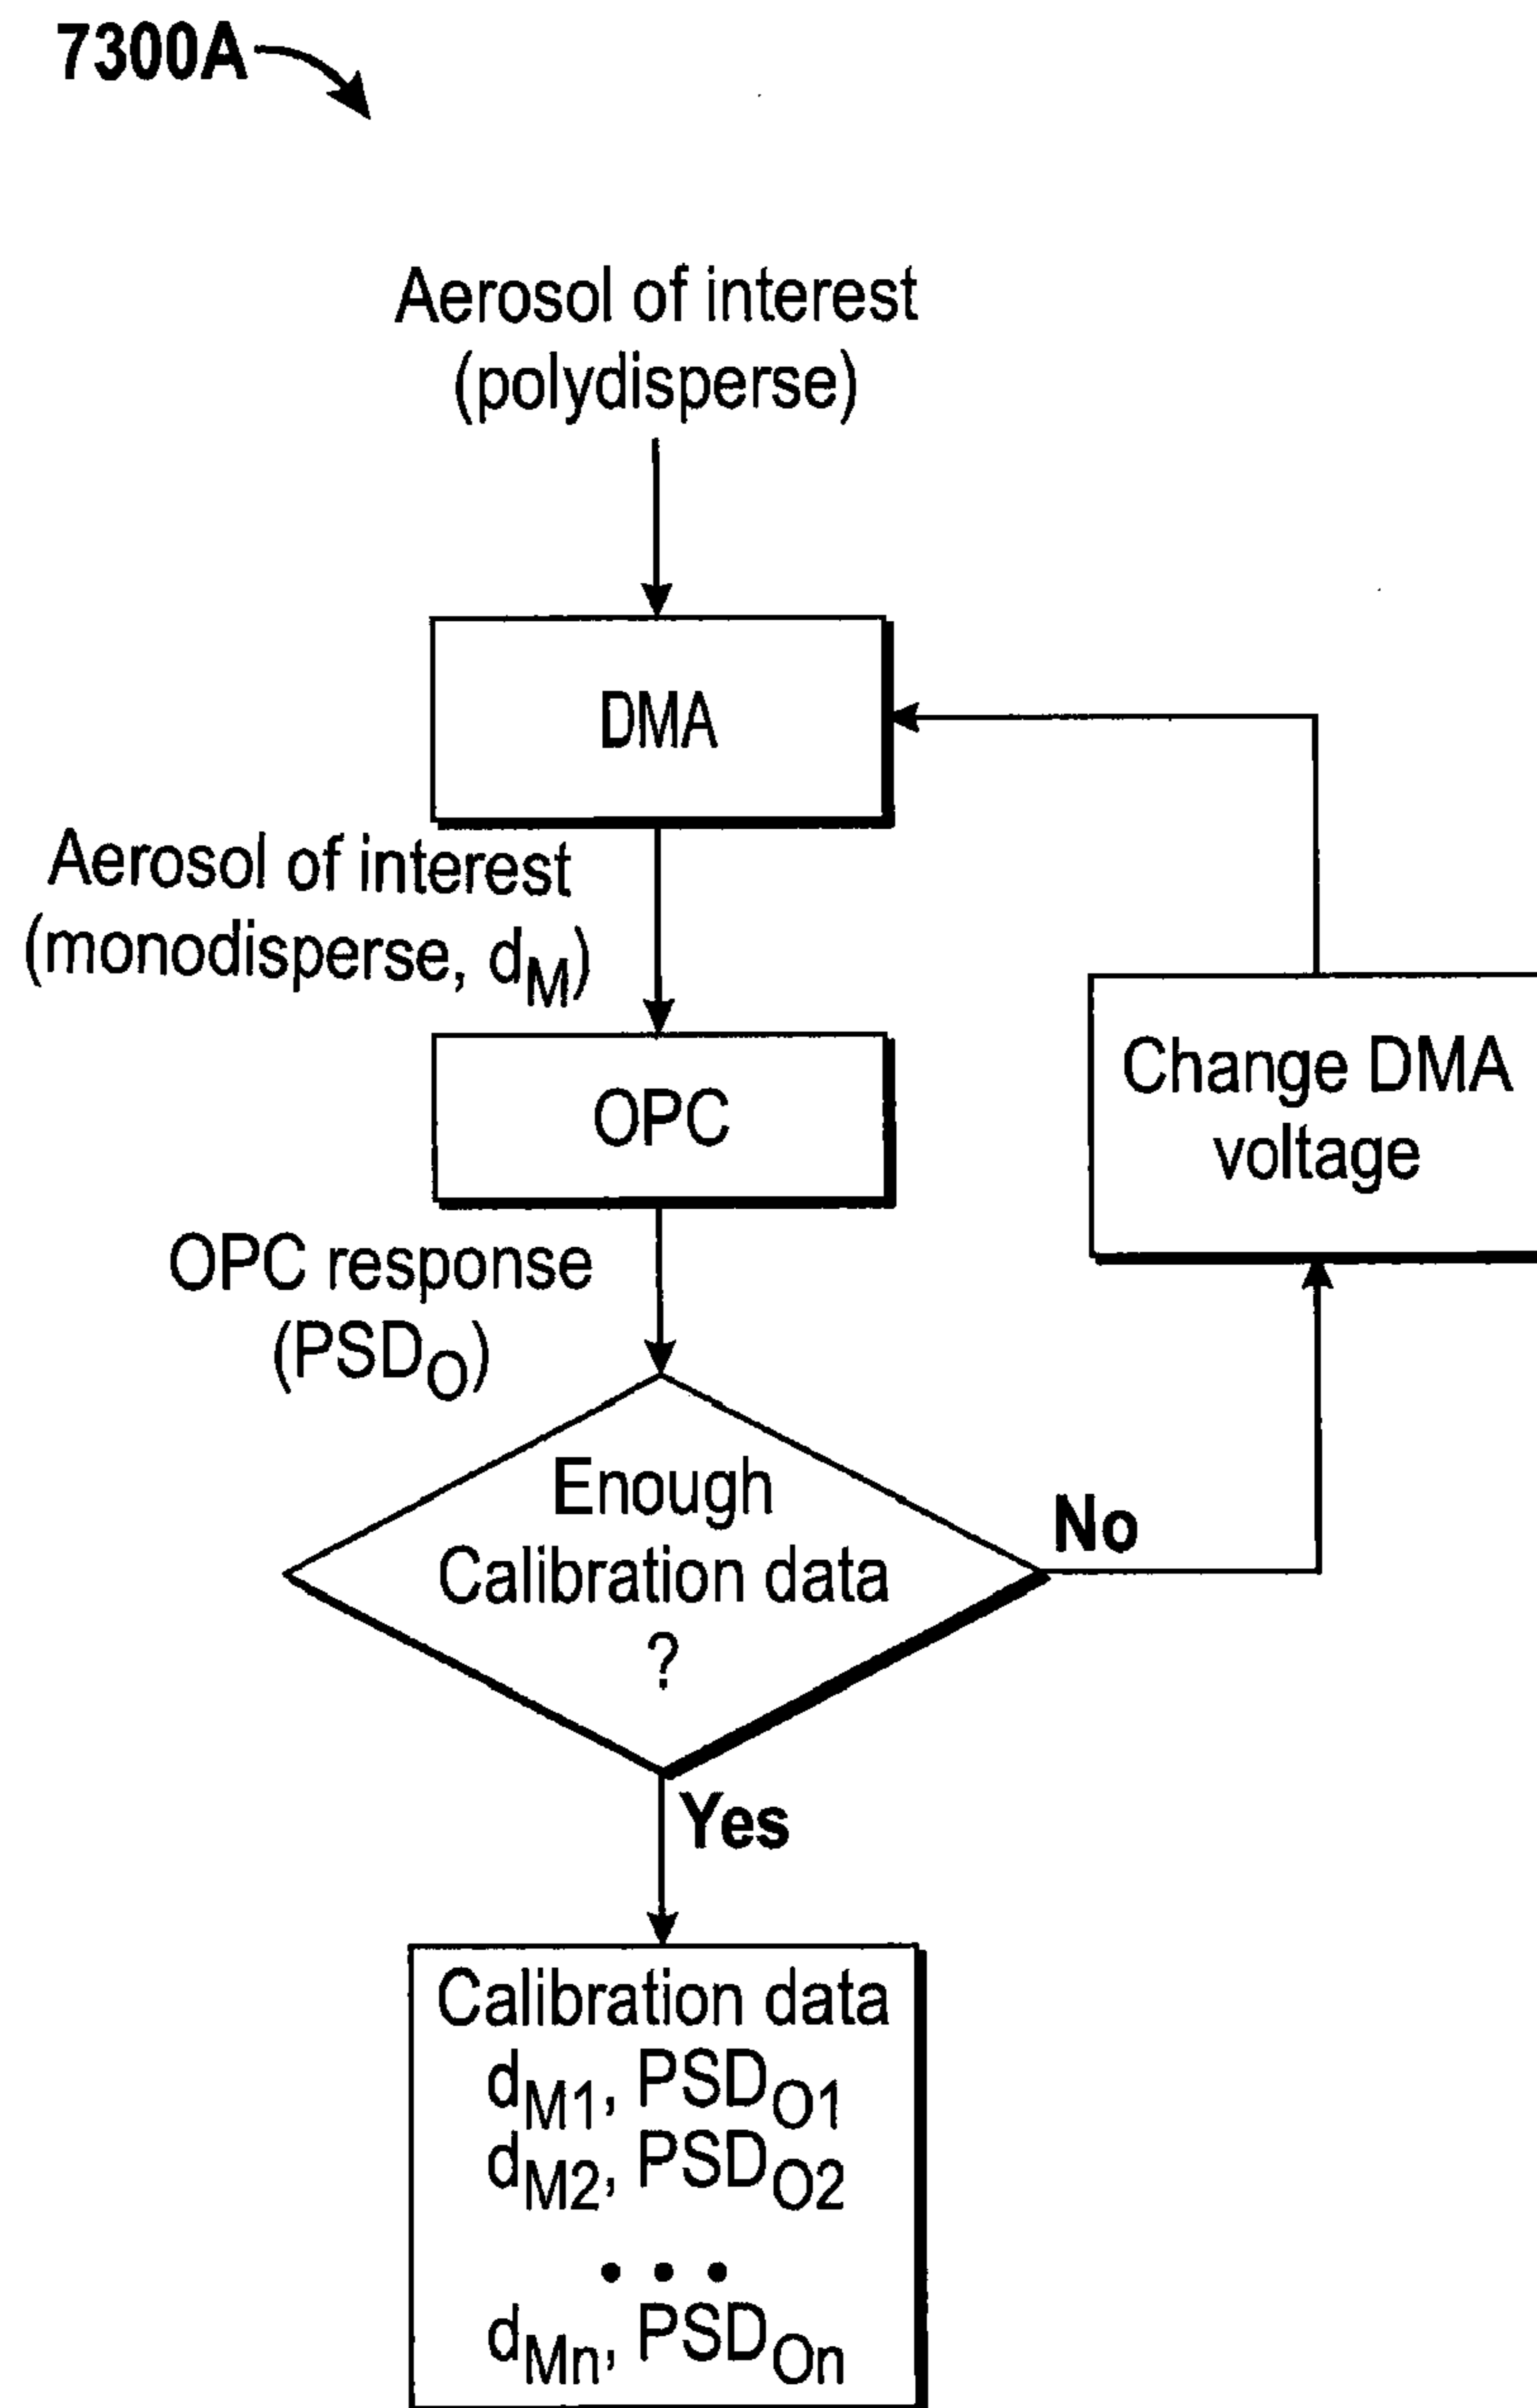 7300A
Aerosol of interest
(polydisperse)
DMA
Aerosol of interest
(monodisperse, dM)
OPC
Change DMA
voltage
OPC response
(PSDO)
Enough
Calibration data
?
No
Yes
Calibration data
dM1, PSDO1
dM2, PSDO2
• • •
dMn, PSDOn